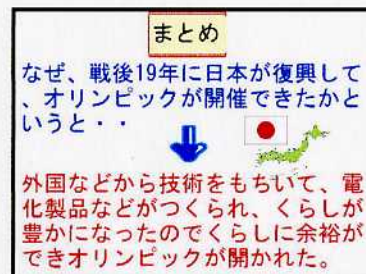 まとめ
なぜ、戦後19年に日本が復興して
、オリンピックが開催できたかと
いうと・・
外国などから技術をもちいて、電
化製品などがつくられ、くらしが
豊かになったのでくらしに余裕が
できオリンピックが開かれた。